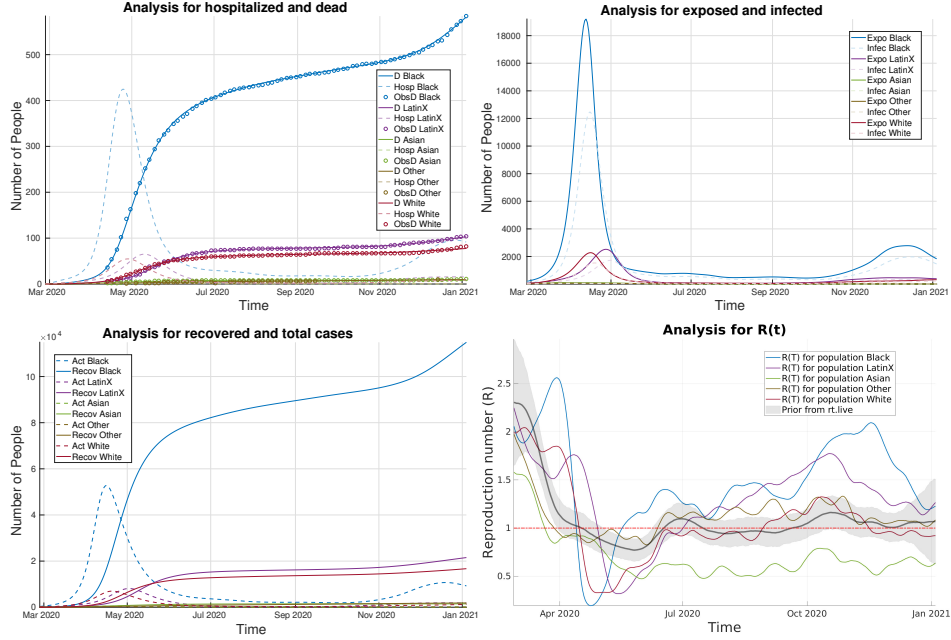 Analysis for hospitalized and dead
Number of People
500
400
300
200
100
0
Mar 2020
May 2020
Jul 2020
Sep 2020
Nov 2020
Jan 2021
Time
D Black
Hosp Black
ObsD Black
D LatinX
Hosp LatinX
ObsD LatinX
D Asian
Hosp Asian
ObsD Asian
D Other
Hosp Other
ObsD Other
D White
Hosp White
ObsD White
Analysis for exposed and infected
Number of People
18000
16000
14000
12000
10000
8000
6000
4000
2000
Mar 2020
May 2020
Jul 2020
Sep 2020
Nov 2020
Jan 2021
Time
Expo Black
Infec Black
Expo LatinX
Infec LatinX
Expo Asian
Infec Asian
Expo Other
Infec Other
Expo White
Infec White
Analysis for recovered and total cases
×10⁴
Number of People
10
8
6
4
2
0
Mar 2020
May 2020
Jul 2020
Sep 2020
Nov 2020
Jan 2021
Time
Act Black
Recov Black
Act LatinX
Recov LatinX
Act Asian
Recov Asian
Act Other
Recov Other
Act White
Recov White
Analysis for R(t)
Reproduction number (R)
2.5
2
1.5
1
0.5
Apr 2020
Jul 2020
Oct 2020
Jan 2021
Time
R(T) for population Black
R(T) for population LatinX
R(T) for population Asian
R(T) for population Other
R(T) for population White
Prior from rt.live